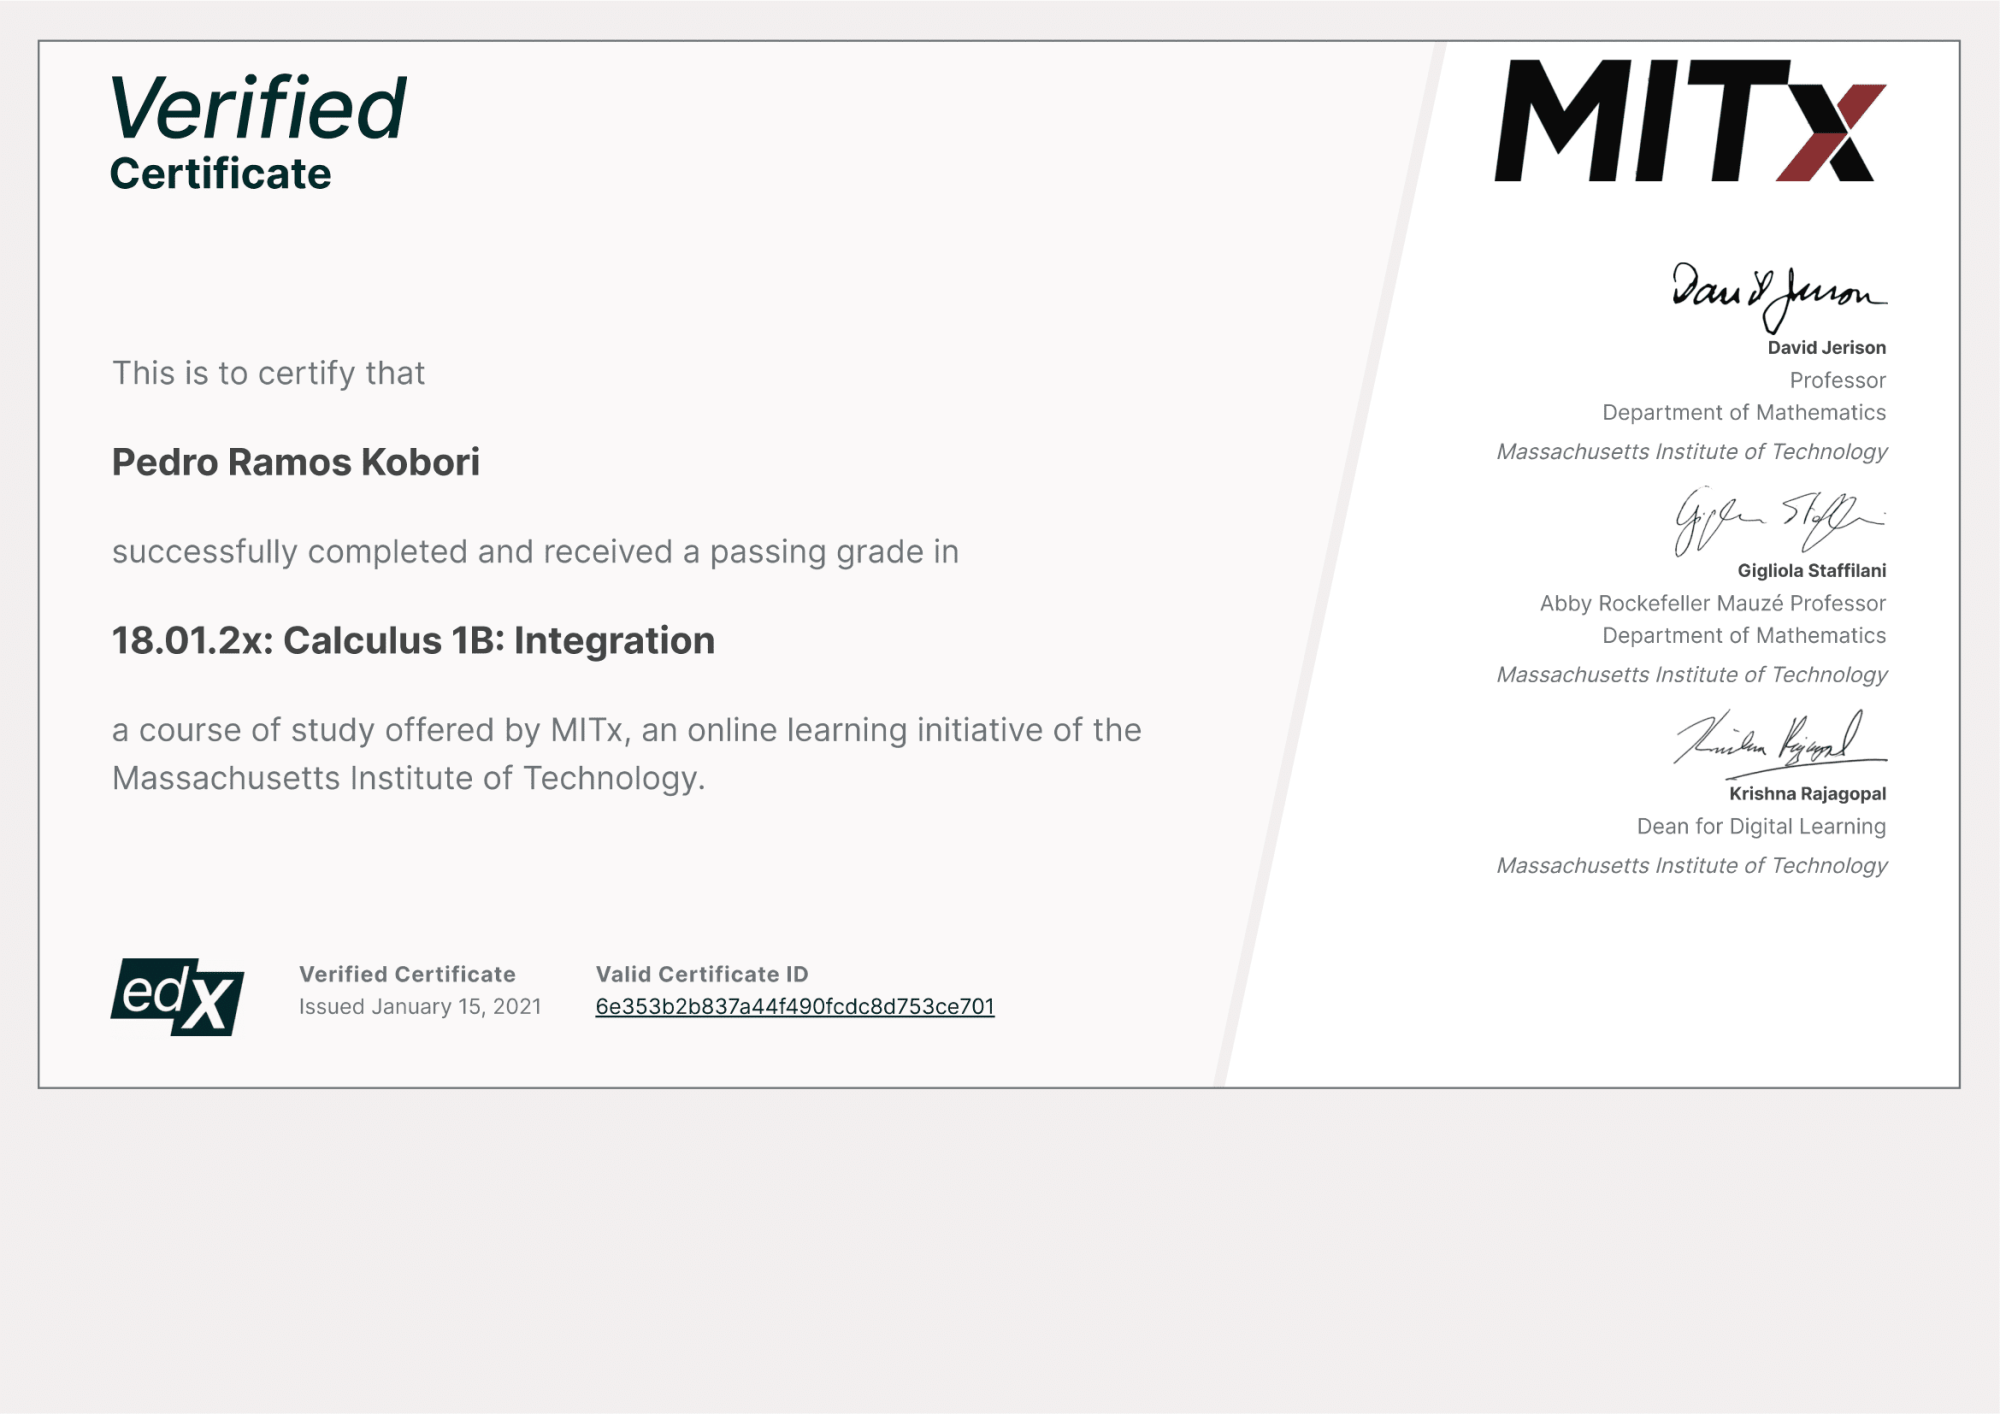 Verified
Certificate
This is to certify that
Pedro Ramos Kobori
successfully completed and received a passing grade in
18.01.2x: Calculus 1B: Integration
a course of study offered by MITx, an online learning initiative of the
Massachusetts Institute of Technology.
edX
Verified Certificate
Issued January 15, 2021
Valid Certificate ID
6e353b2b837a44f490fcdc8d753ce701
MITx
David Jerison
David Jerison
Professor
Department of Mathematics
Massachusetts Institute of Technology
Gigliola Staffilani
Gigliola Staffilani
Abby Rockefeller Mauzé Professor
Department of Mathematics
Massachusetts Institute of Technology
Krishna Rajagopal
Krishna Rajagopal
Dean for Digital Learning
Massachusetts Institute of Technology